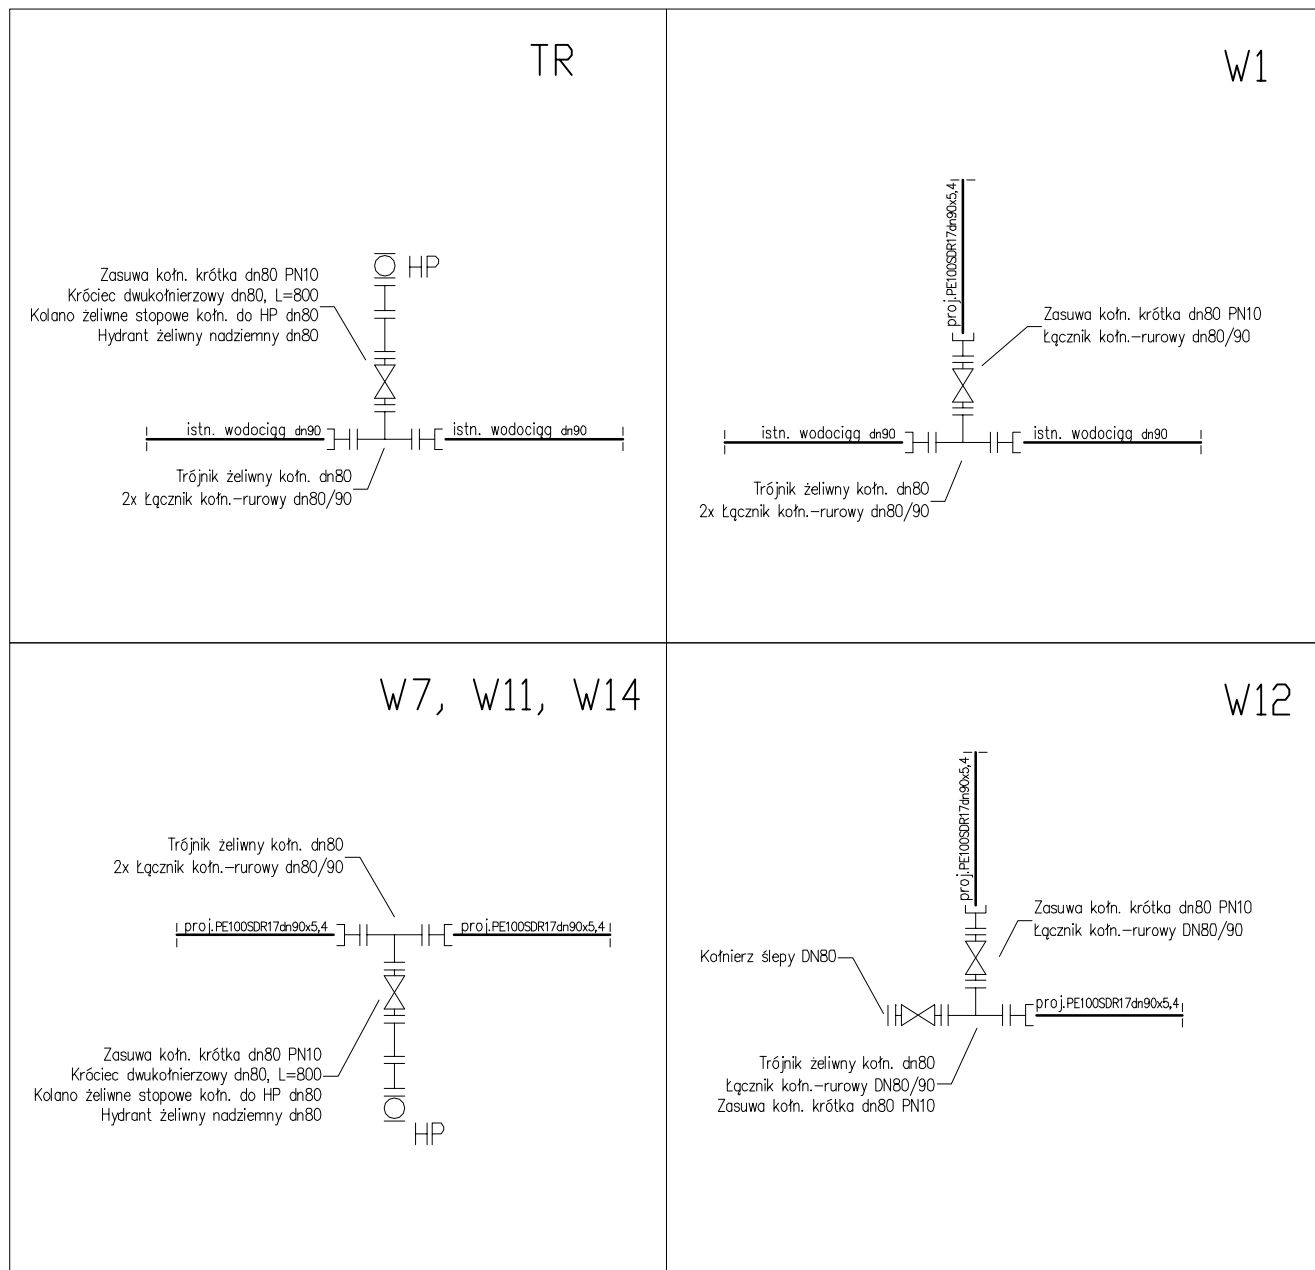 TR
Zasuwa kołn. krótka dn80 PN10
Króciec dwukołnierzowy dn80, L=800
Kolano żeliwne stopowe kołn. do HP dn80
Hydrant żeliwny nadziemny dn80
HP
istn. wodociąg dn90
istn. wodociąg dn90
Trójnik żeliwny kołn. dn80
2x Łącznik kołn.-rurowy dn80/90
W1
proj.PE100SDR17dn90x5,4
Zasuwa kołn. krótka dn80 PN10
Łącznik kołn.-rurowy dn80/90
istn. wodociąg dn90
istn. wodociąg dn90
Trójnik żeliwny kołn. dn80
2x Łącznik kołn.-rurowy dn80/90
W7, W11, W14
Trójnik żeliwny kołn. dn80
2x Łącznik kołn.-rurowy dn80/90
proj.PE100SDR17dn90x5,4
proj.PE100SDR17dn90x5,4
Zasuwa kołn. krótka dn80 PN10
Króciec dwukołnierzowy dn80, L=800
Kolano żeliwne stopowe kołn. do HP dn80
Hydrant żeliwny nadziemny dn80
HP
W12
proj.PE100SDR17dn90x5,4
Zasuwa kołn. krótka dn80 PN10
Łącznik kołn.-rurowy DN80/90
Kołnierz ślepy DN80
proj.PE100SDR17dn90x5,4
Trójnik żeliwny kołn. dn80
Łącznik kołn.-rurowy DN80/90
Zasuwa kołn. krótka dn80 PN10